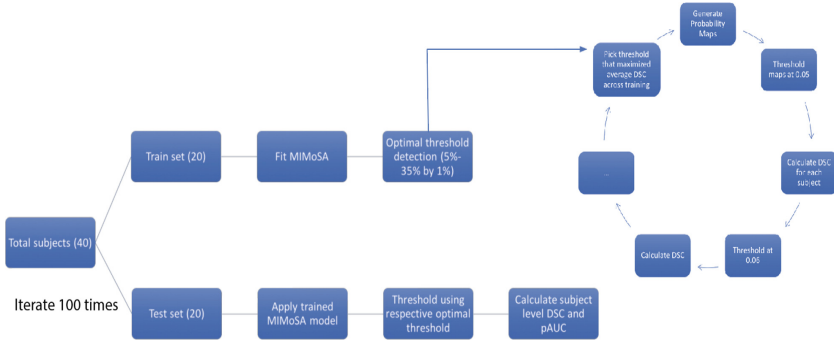 Total subjects (40)
Iterate 100 times
Train set (20)
Fit MIMoSA
Optimal threshold
detection (5%-
35% by 1%)
Test set (20)
Apply trained
MIMoSA model
Threshold using
respective optimal
threshold
Calculate subject
level DSC and
pAUC
Generate
Probability
Maps
Threshold
maps at 0.05
Calculate DSC
for each
subject
Threshold at
0.06
Calculate DSC
...
Pick threshold
that maximized
average DSC
across training